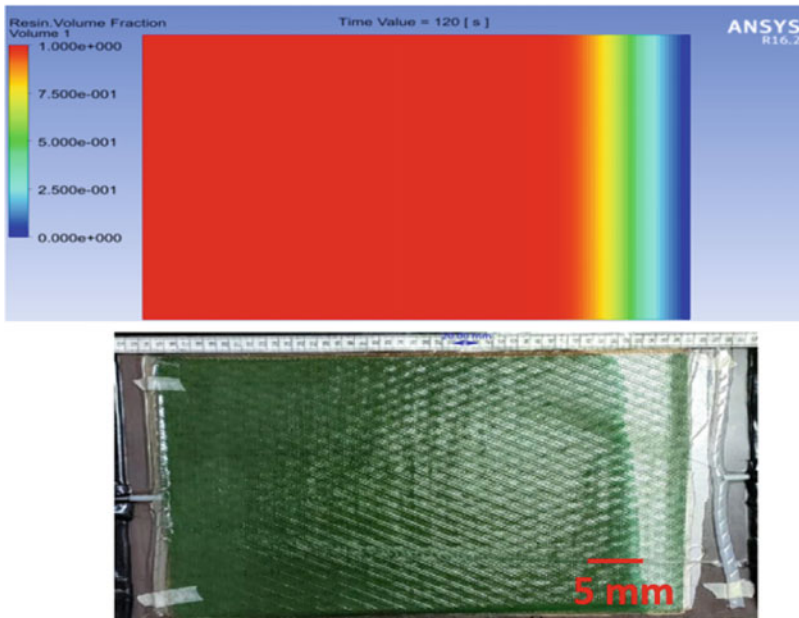 Resin.Volume Fraction
Volume 1
Time Value = 120 [ s ]
ANSYS
R16.2
1.000e+000
7.500e-001
5.000e-001
2.500e-001
0.000e+000
5 mm